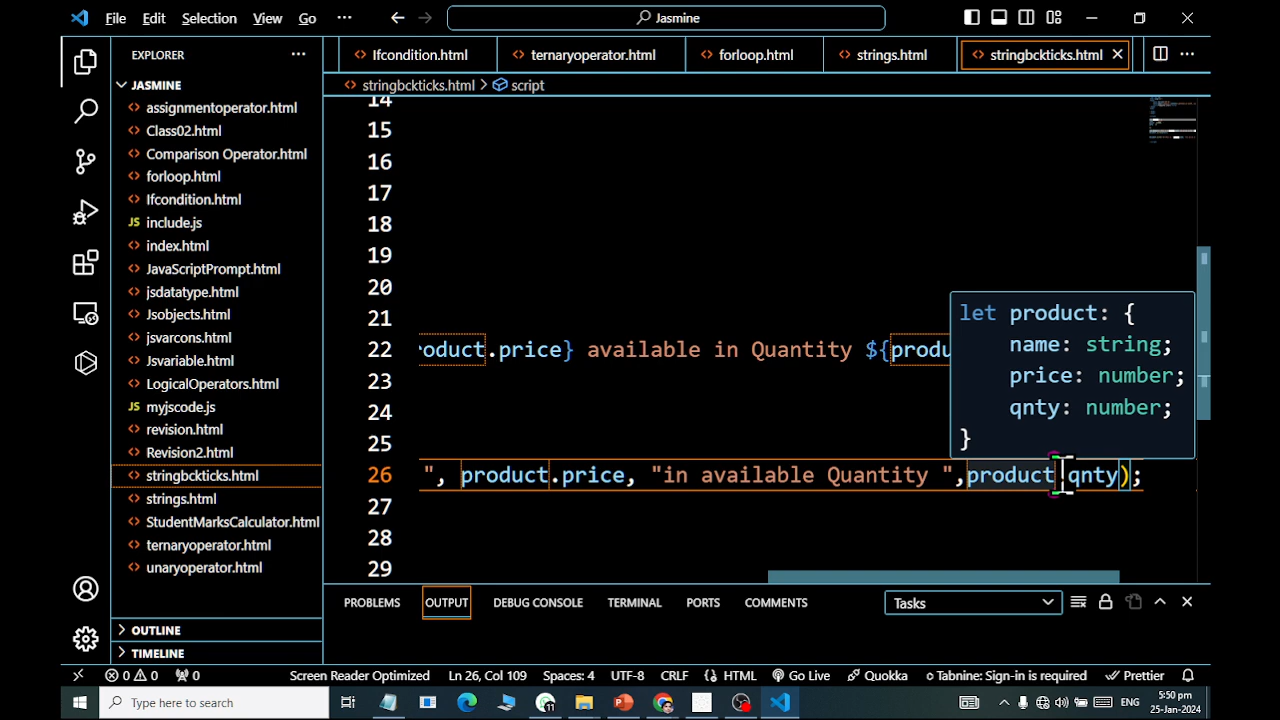 File Edit Selection View Go ··· Jasmine
EXPLORER ···
Ifcondition.html ternaryoperator.html forloop.html strings.html stringbckticks.html
JASMINE
stringbckticks.html > script
assignmentoperator.html
Class02.html
Comparison Operator.html
forloop.html
Ifcondition.html
JS include.js
index.html
JavaScriptPrompt.html
jsdatatype.html
Jsobjects.html
jsvarcons.html
Jsvariable.html
LogicalOperators.html
JS myjscode.js
revision.html
Revision2.html
stringbckticks.html
strings.html
StudentMarksCalculator.html
ternaryoperator.html
unaryoperator.html
OUTLINE
TIMELINE
14
15
16
17
18
19
20
21
22 roduct.price} available in Quantity ${produ
23
24
25
26 ", product.price, "in available Quantity ",product.qnty);
27
28
29
let product: {
name: string;
price: number;
qnty: number;
}
PROBLEMS OUTPUT DEBUG CONSOLE TERMINAL PORTS COMMENTS Tasks
0 0 0 Screen Reader Optimized Ln 26, Col 109 Spaces: 4 UTF-8 CRLF HTML Go Live Quokka Tabnine: Sign-in is required Prettier
Type here to search
5:50 pm
25-Jan-2024